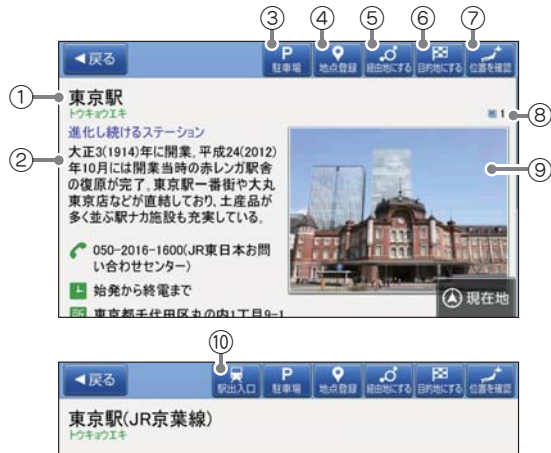 ③ ④ ⑤ ⑥ ⑦
◀戻る
P 駐車場
地点登録
経由地にする
目的地にする
位置を確認
① 東京駅
トウキョウエキ
1 ⑧
進化し続けるステーション
② 大正3(1914)年に開業。平成24(2012)
年10月には開業当時の赤レンガ駅舎
の復原が完了。東京駅一番街や大丸
東京店などが直結しており、土産品が
多く並ぶ駅ナカ施設も充実している。
⑨
050-2016-1600(JR東日本お問
い合わせセンター)
始発から終電まで
東京都千代田区丸の内1丁目9-1
現在地
⑩
◀戻る
駅出入口
P 駐車場
地点登録
経由地にする
目的地にする
位置を確認
東京駅(JR京葉線)
トウキョウエキ